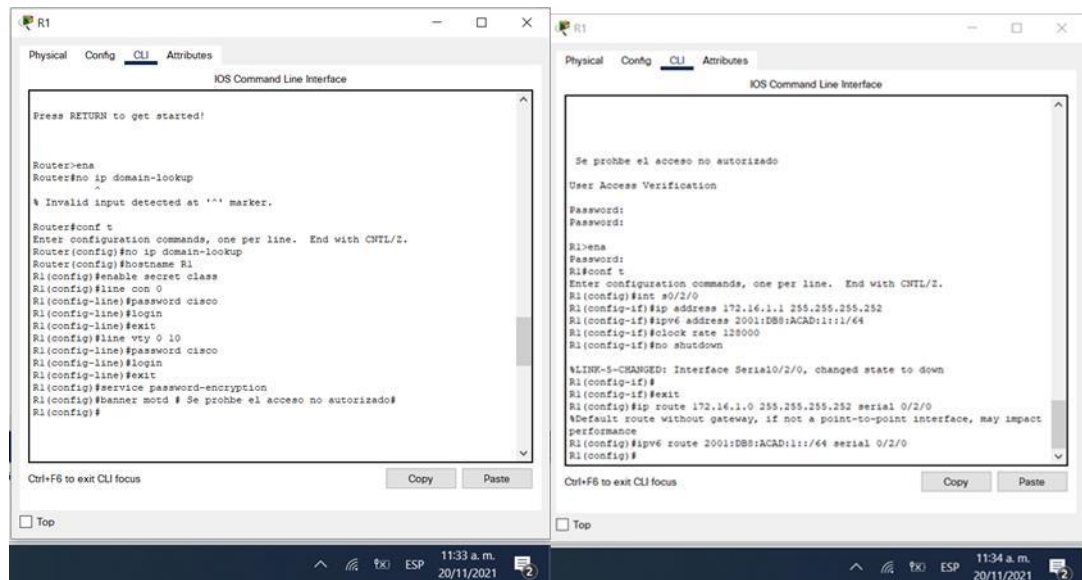 R1
Physical Config CLI Attributes
IOS Command Line Interface
Press RETURN to get started!
Router>ena
Router#no ip domain-lookup
^
% Invalid input detected at '^' marker.
Router#conf t
Enter configuration commands, one per line. End with CNTL/Z.
Router(config)#no ip domain-lookup
Router(config)#hostname R1
R1(config)#enable secret class
R1(config)#line con 0
R1(config-line)#password cisco
R1(config-line)#login
R1(config-line)#exit
R1(config)#line vty 0 10
R1(config-line)#password cisco
R1(config-line)#login
R1(config-line)#exit
R1(config)#service password-encryption
R1(config)#banner motd # Se prohbe el acceso no autorizado#
R1(config)#
Ctrl+F6 to exit CLI focus
Copy
Paste
Top
ESP
11:33 a. m.
20/11/2021
2
R1
Physical Config CLI Attributes
IOS Command Line Interface
Se prohbe el acceso no autorizado
User Access Verification
Password:
Password:
R1>ena
Password:
R1#conf t
Enter configuration commands, one per line. End with CNTL/Z.
R1(config)#int s0/2/0
R1(config-if)#ip address 172.16.1.1 255.255.255.252
R1(config-if)#ipv6 address 2001:DB8:ACAD:1::1/64
R1(config-if)#clock rate 128000
R1(config-if)#no shutdown
%LINK-5-CHANGED: Interface Serial0/2/0, changed state to down
R1(config-if)#
R1(config-if)#exit
R1(config)#ip route 172.16.1.0 255.255.255.252 serial 0/2/0
%Default route without gateway, if not a point-to-point interface, may impact
performance
R1(config)#ipv6 route 2001:DB8:ACAD:1::/64 serial 0/2/0
R1(config)#
Ctrl+F6 to exit CLI focus
Copy
Paste
Top
ESP
11:34 a. m.
20/11/2021
2